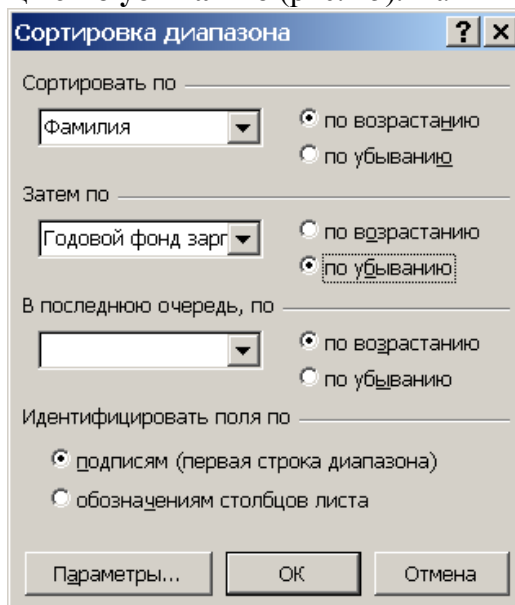 Сортировка диапазона
Сортировать по
Фамилия
по возрастанию
по убыванию
Затем по
Годовой фонд зарг
по возрастанию
по убыванию
В последнюю очередь, по
по возрастанию
по убыванию
Идентифицировать поля по
подписям (первая строка диапазона)
обозначениям столбцов листа
Параметры... ОК Отмена